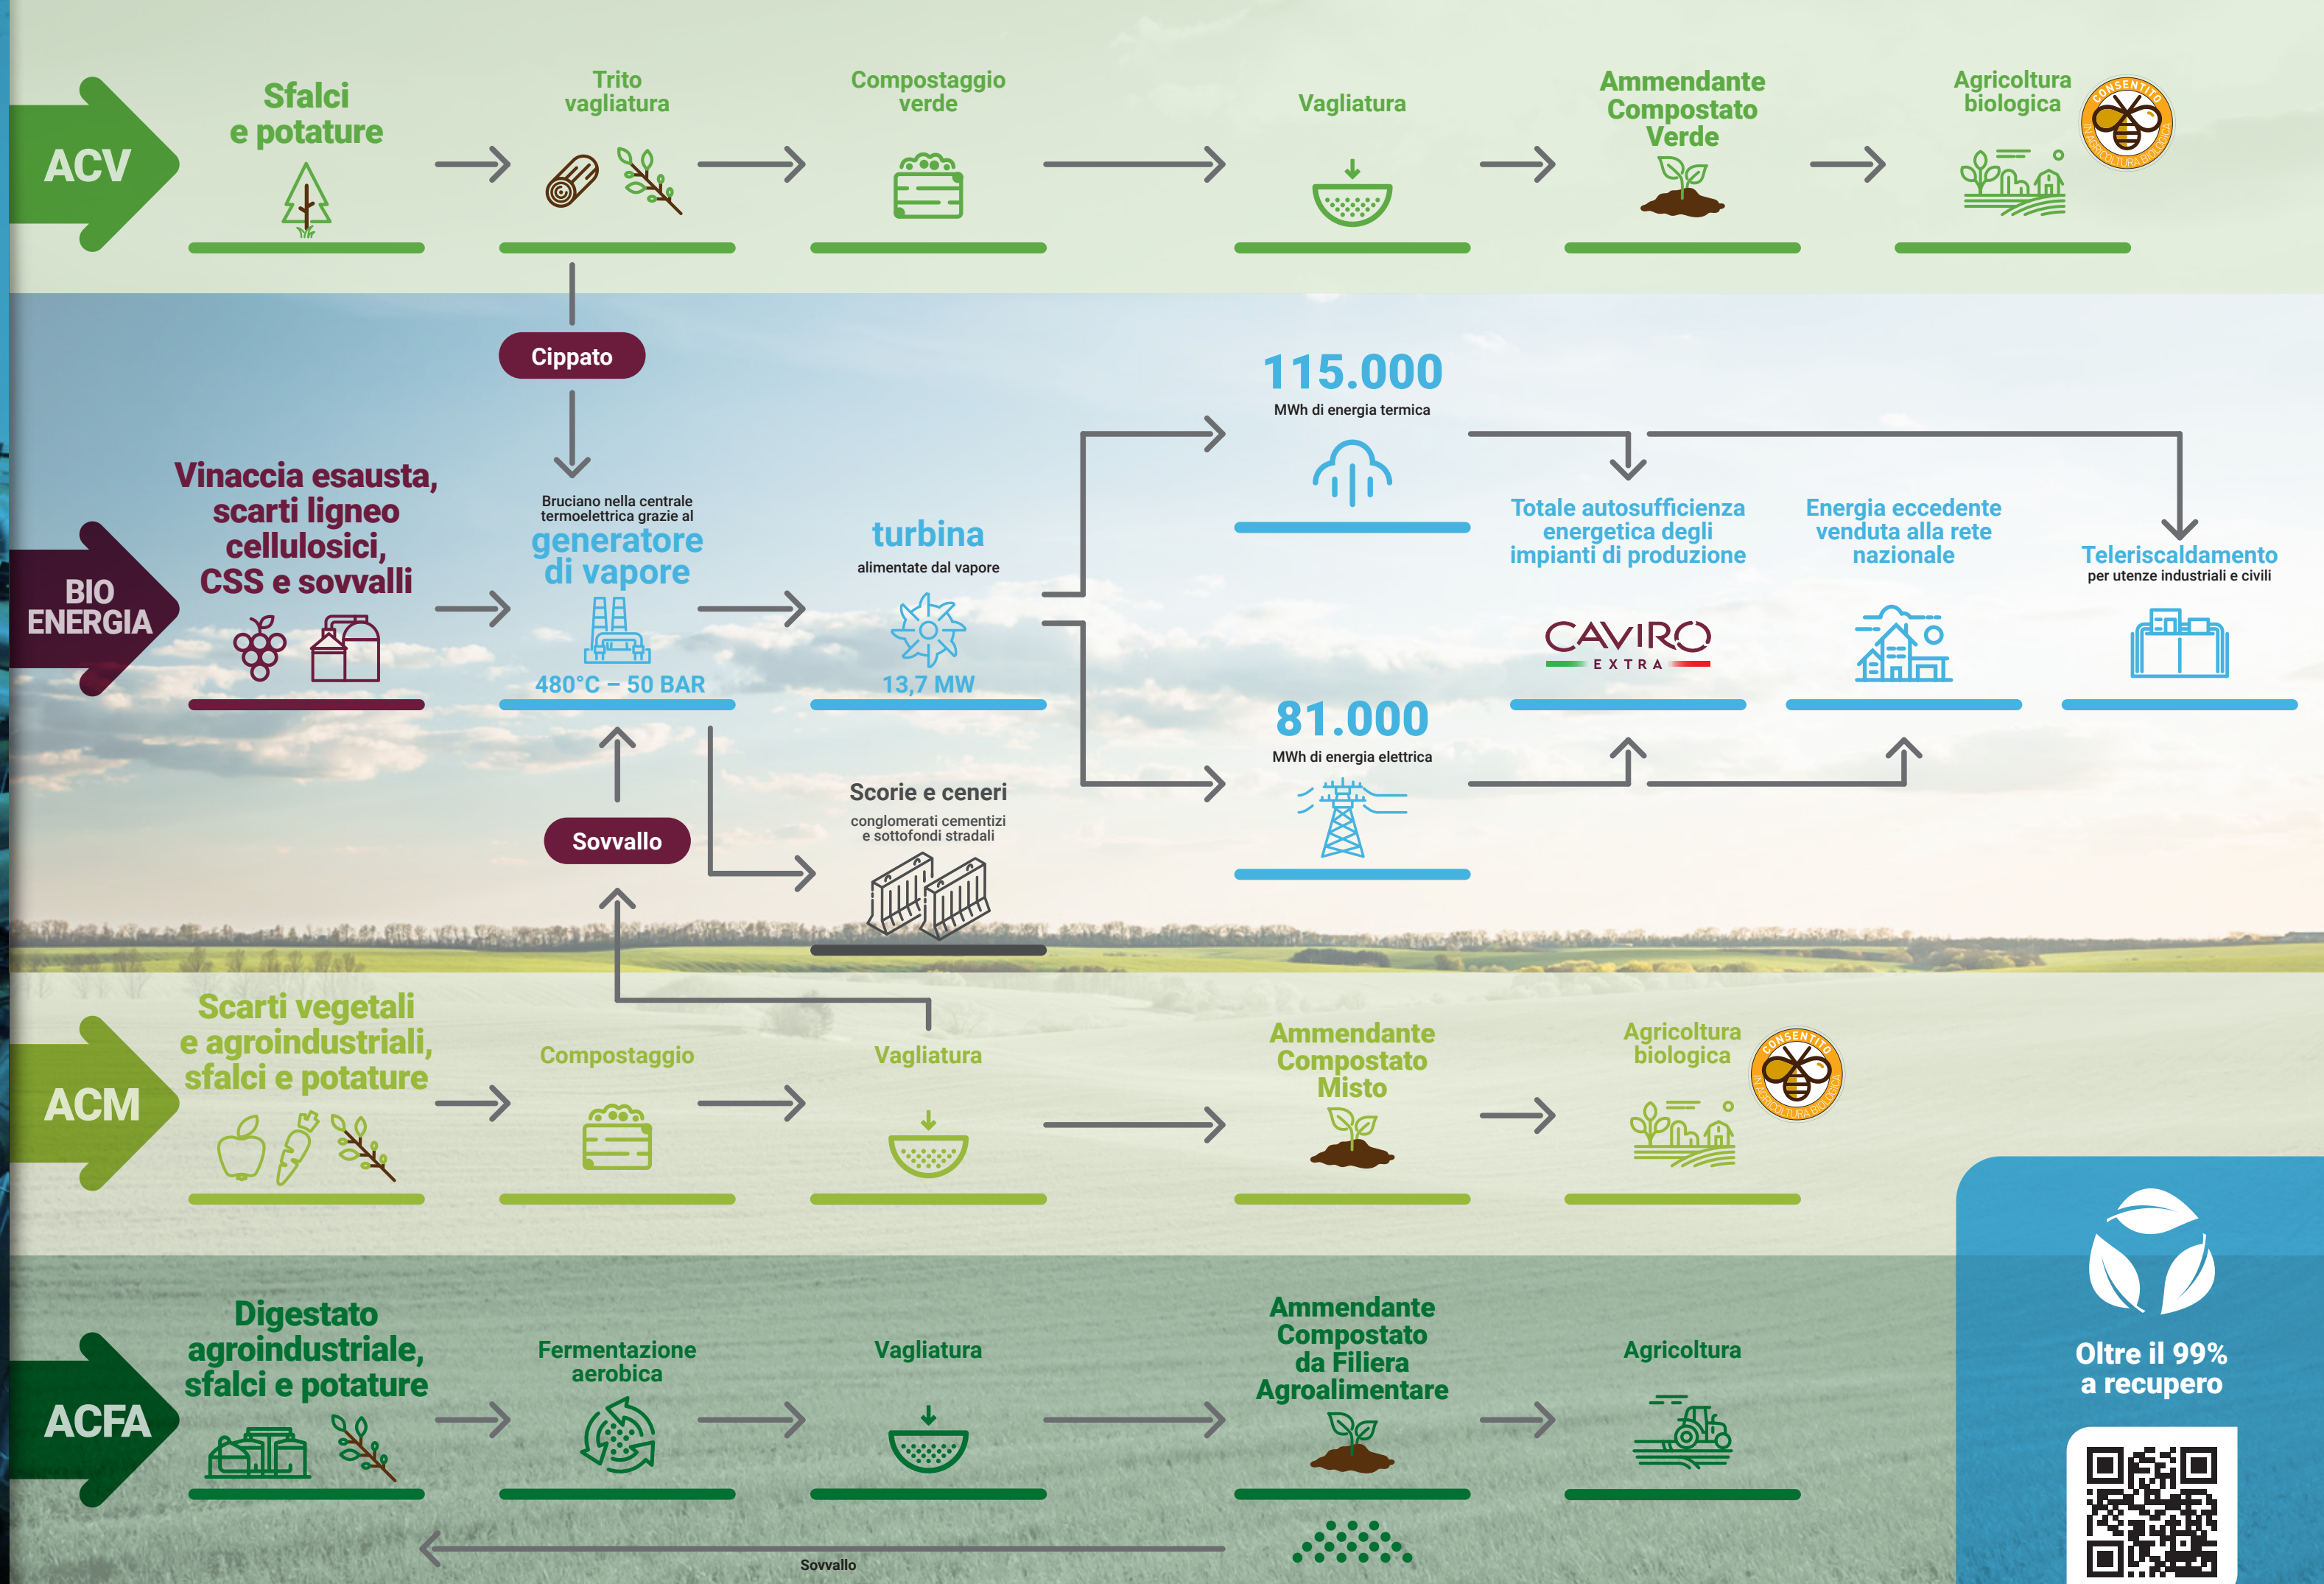 ACV
Sfalci
e potature
Trito
vagliatura
Compostaggio
verde
Vagliatura
Ammendante
Compostato
Verde
Agricoltura
biologica
CONSENTITO
IN AGRICOLTURA BIOLOGICA
Cippato
BIO
ENERGIA
Vinaccia esausta,
scarti ligneo
cellulosici,
CSS e sovvalli
Bruciano nella centrale
termoelettrica grazie al
generatore
di vapore
480°C – 50 BAR
turbina
alimentate dal vapore
13,7 MW
115.000
MWh di energia termica
81.000
MWh di energia elettrica
Totale autosufficienza
energetica degli
impianti di produzione
CAVIRO
EXTRA
Energia eccedente
venduta alla rete
nazionale
Teleriscaldamento
per utenze industriali e civili
Sovvallo
Scorie e ceneri
conglomerati cementizi
e sottofondi stradali
ACM
Scarti vegetali
e agroindustriali,
sfalci e potature
Compostaggio
Vagliatura
Ammendante
Compostato
Misto
Agricoltura
biologica
CONSENTITO
IN AGRICOLTURA BIOLOGICA
ACFA
Digestato
agroindustriale,
sfalci e potature
Fermentazione
aerobica
Vagliatura
Ammendante
Compostato
da Filiera
Agroalimentare
Agricoltura
Sovvallo
Oltre il 99%
a recupero